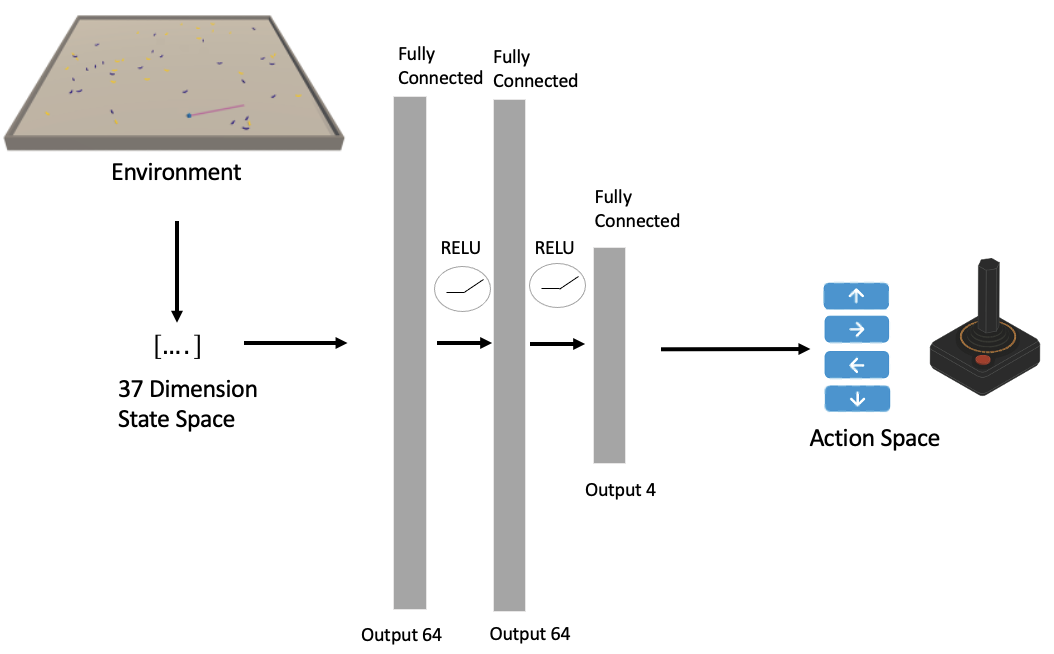 Fully
Connected
Fully
Connected
Environment
Fully
Connected
RELU
RELU
[....]
37 Dimension
State Space
Action Space
Output 4
Output 64
Output 64